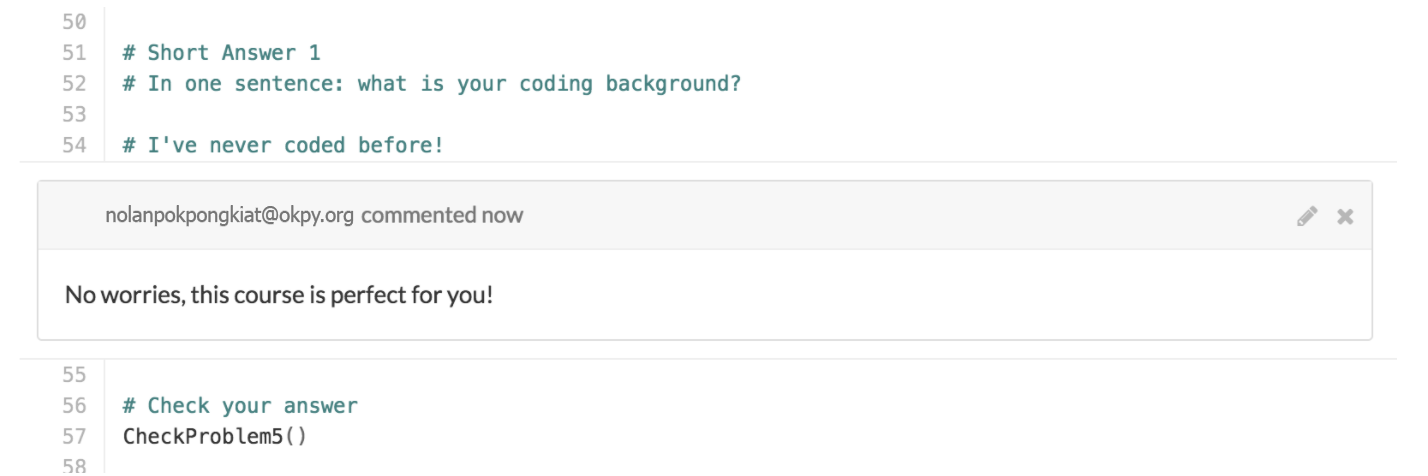 50
51 # Short Answer 1
52 # In one sentence: what is your coding background?
53
54 # I've never coded before!
nolanpokpongkiat@okpy.org commented now
No worries, this course is perfect for you!
55
56 # Check your answer
57 CheckProblem5()
58